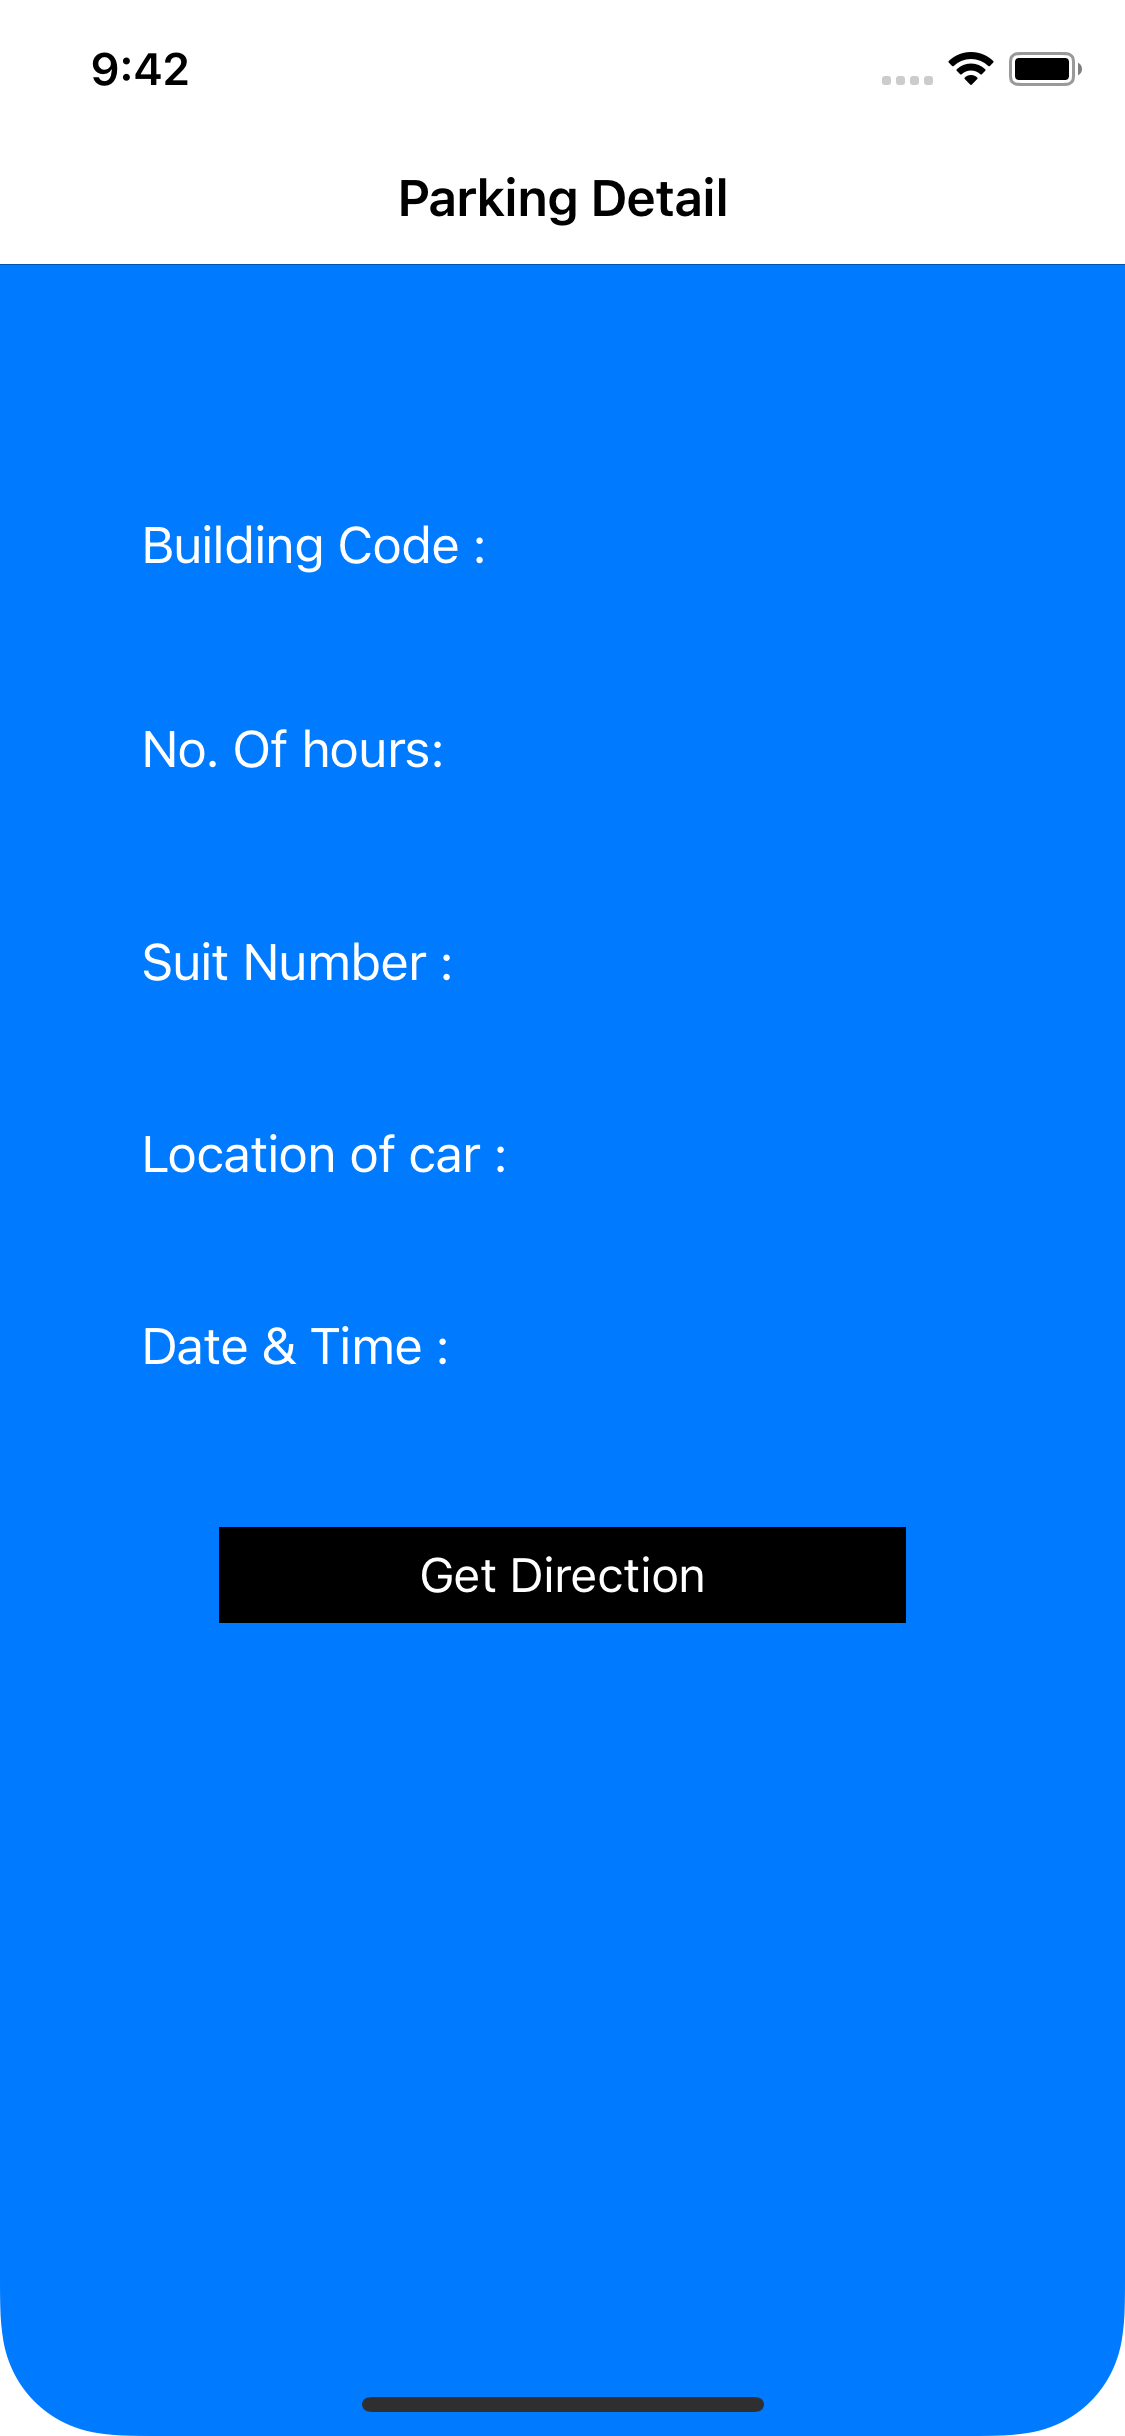 9:42
Parking Detail
Building Code :
No. Of hours:
Suit Number :
Location of car :
Date & Time :
Get Direction